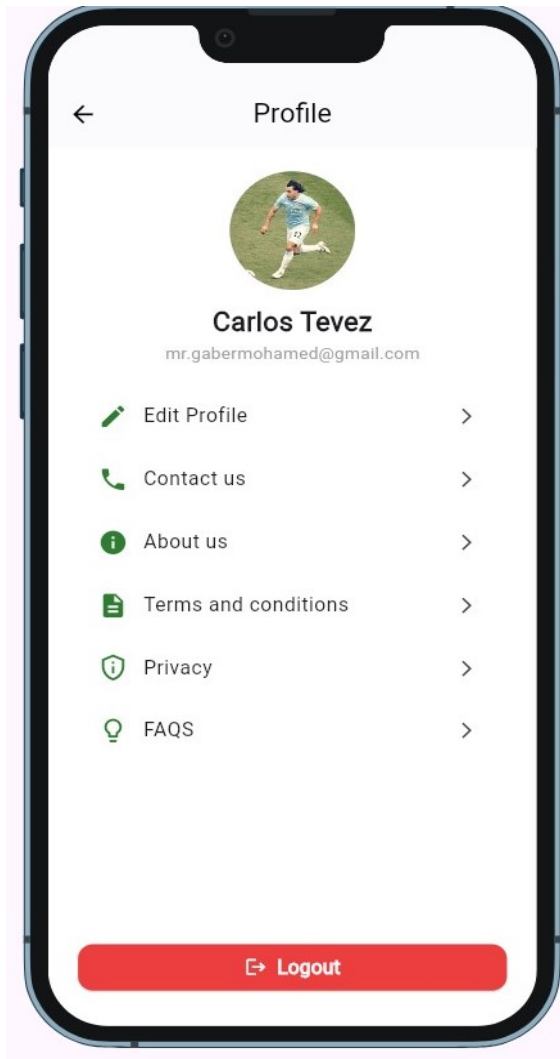 Profile
Carlos Tevez
mr.gabermohamed@gmail.com
Edit Profile
Contact us
About us
Terms and conditions
Privacy
FAQS
Logout